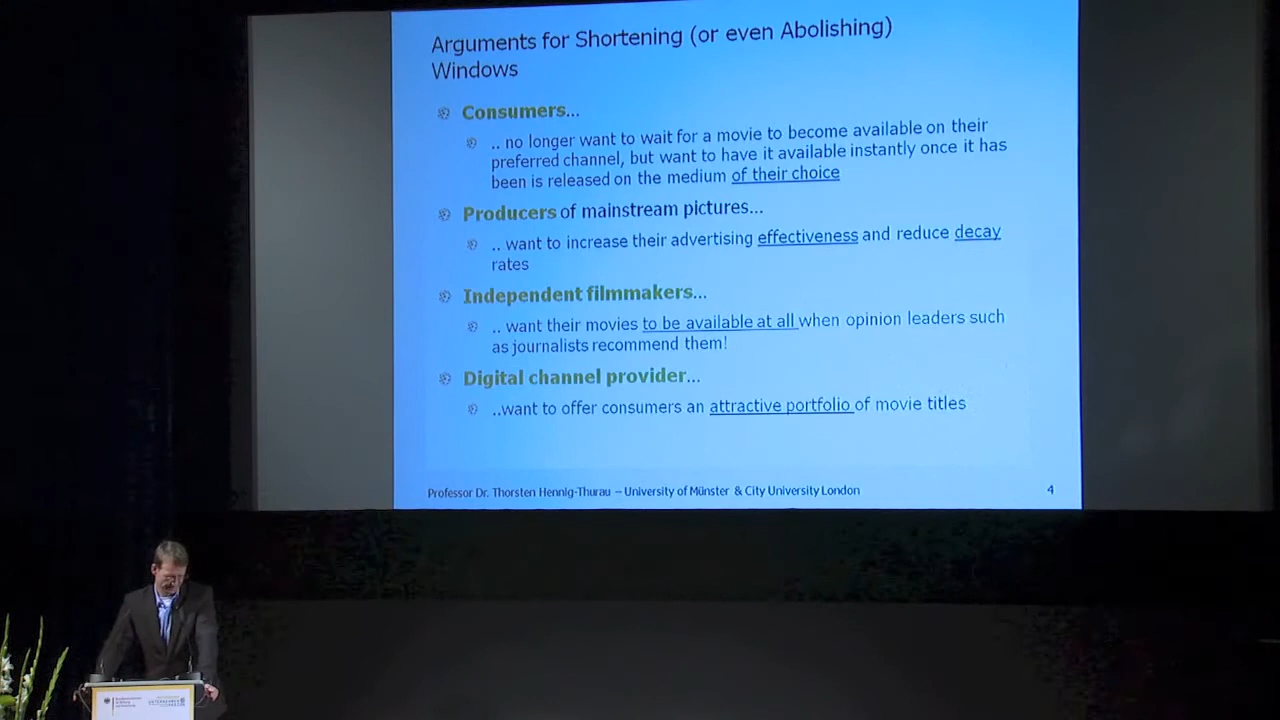 Arguments for Shortening (or even Abolishing)
Windows
Consumers...
.. no longer want to wait for a movie to become available on their
preferred channel, but want to have it available instantly once it has
been is released on the medium of their choice
Producers of mainstream pictures...
.. want to increase their advertising effectiveness and reduce decay
rates
Independent filmmakers...
.. want their movies to be available at all when opinion leaders such
as journalists recommend them!
Digital channel provider...
..want to offer consumers an attractive portfolio of movie titles
Professor Dr. Thorsten Hennig-Thurau – University of Münster & City University London 4